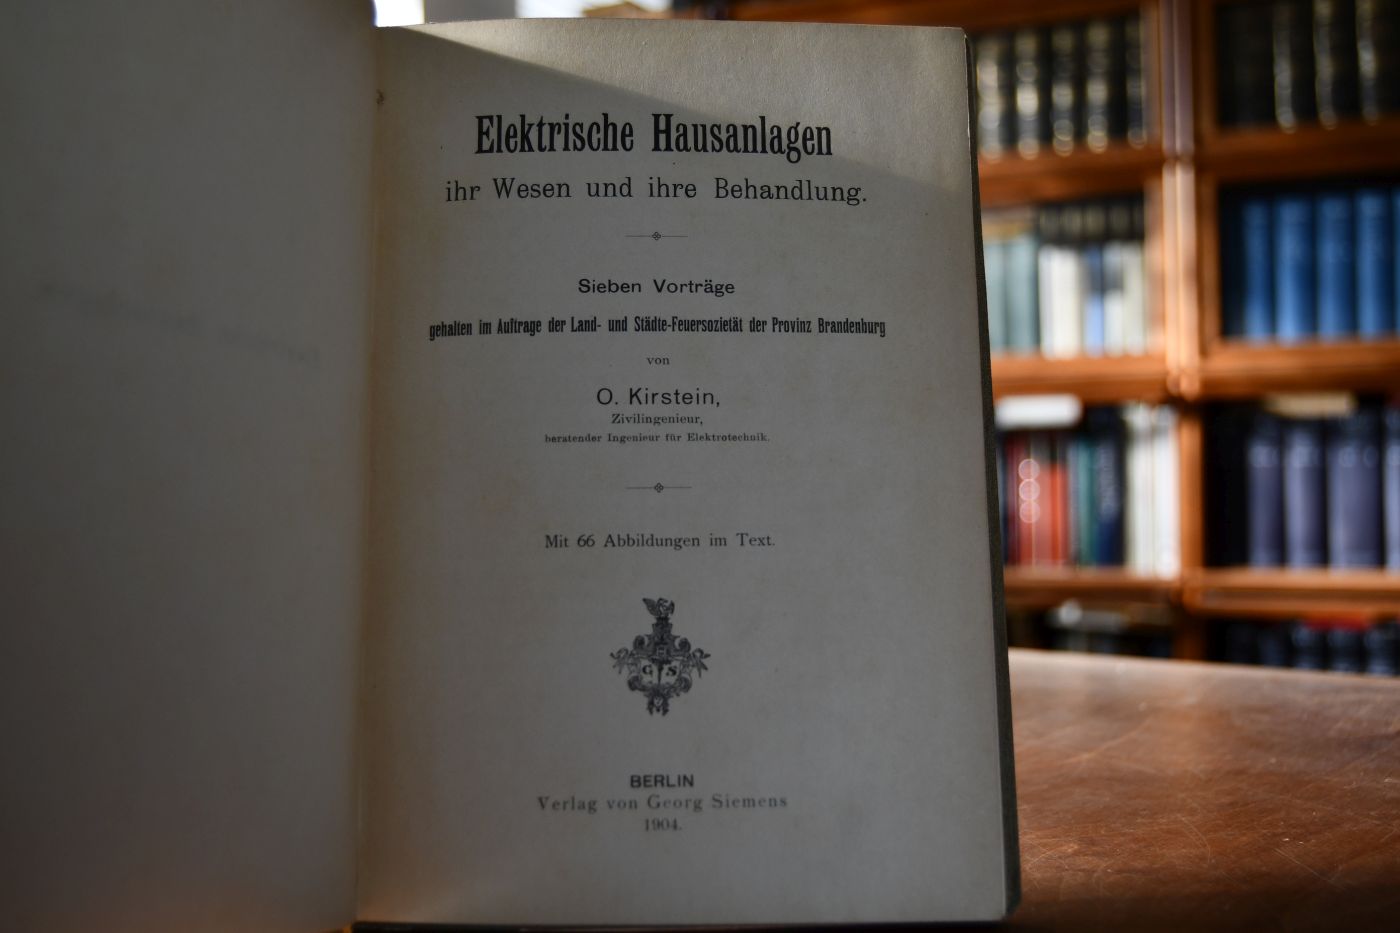 Elektrische Hausanlagen
ihr Wesen und ihre Behandlung.
Sieben Vorträge
gehalten im Auftrage der Land- und Städte-Feuersozietät der Provinz Brandenburg
von
O. Kirstein,
Zivilingenieur,
beratender Ingenieur für Elektrotechnik.
Mit 66 Abbildungen im Text.
G S
BERLIN
Verlag von Georg Siemens
1904.